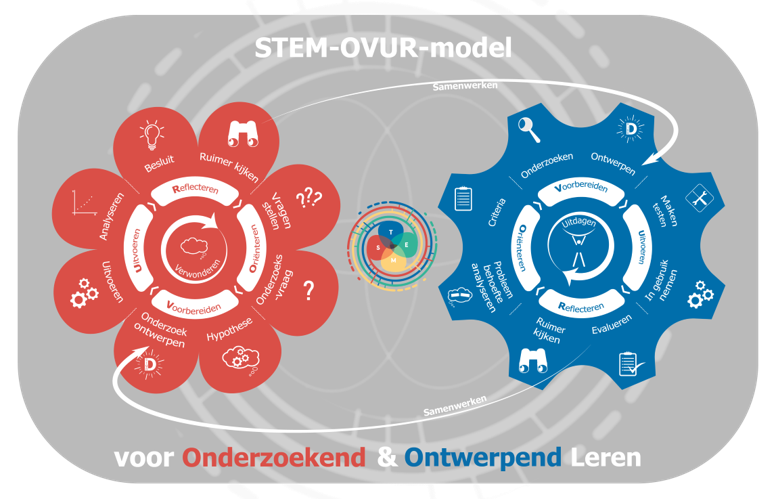 STEM-OVUR-model
Samenwerken
Besluit
Ruimer kijken
Vragen
stellen
???
Onderzoeks
-vraag
?
Hypothese
Onderzoek
ontwerpen
D
Uitvoeren
Analyseren
Reflecteren
Oriënteren
Voorbereiden
Uitvoeren
Verwonderen
S
T
E
M
Onderzoeken
Ontwerpen
D
Maken
testen
In gebruik
nemen
Evalueren
Ruimer
kijken
Probleem
behoefte
analyseren
Criteria
Voorbereiden
Uitvoeren
Reflecteren
Oriënteren
Uitdagen
Samenwerken
voor Onderzoekend & Ontwerpend Leren